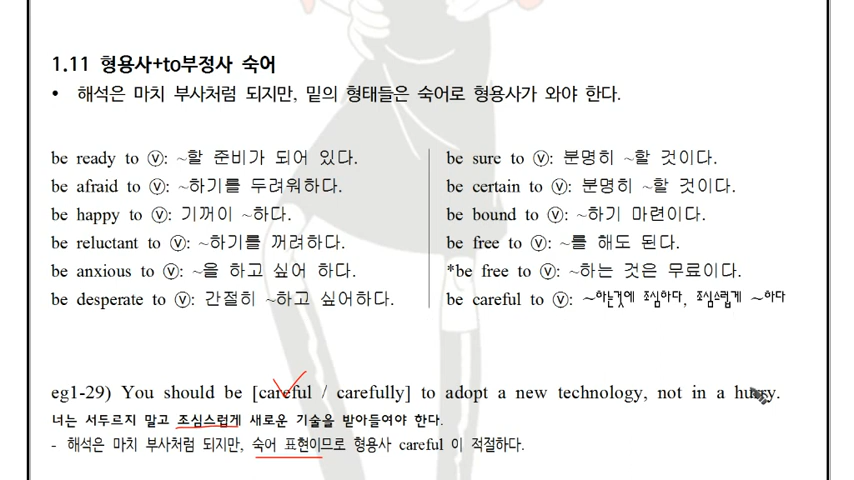 1.11 형용사+to부정사 숙어
• 해석은 마치 부사처럼 되지만, 밑의 형태들은 숙어로 형용사가 와야 한다.
be ready to ⓥ: ~할 준비가 되어 있다.
be afraid to ⓥ: ~하기를 두려워하다.
be happy to ⓥ: 기꺼이 ~하다.
be reluctant to ⓥ: ~하기를 꺼려하다.
be anxious to ⓥ: ~을 하고 싶어 하다.
be desperate to ⓥ: 간절히 ~하고 싶어하다.
be sure to ⓥ: 분명히 ~할 것이다.
be certain to ⓥ: 분명히 ~할 것이다.
be bound to ⓥ: ~하기 마련이다.
be free to ⓥ: ~를 해도 된다.
*be free to ⓥ: ~하는 것은 무료이다.
be careful to ⓥ: ~하는것에 조심하다, 조심스럽게 ~하다
eg1-29) You should be [careful / carefully] to adopt a new technology, not in a hurry.
너는 서두르지 말고 조심스럽게 새로운 기술을 받아들여야 한다.
- 해석은 마치 부사처럼 되지만, 숙어 표현이므로 형용사 careful 이 적절하다.